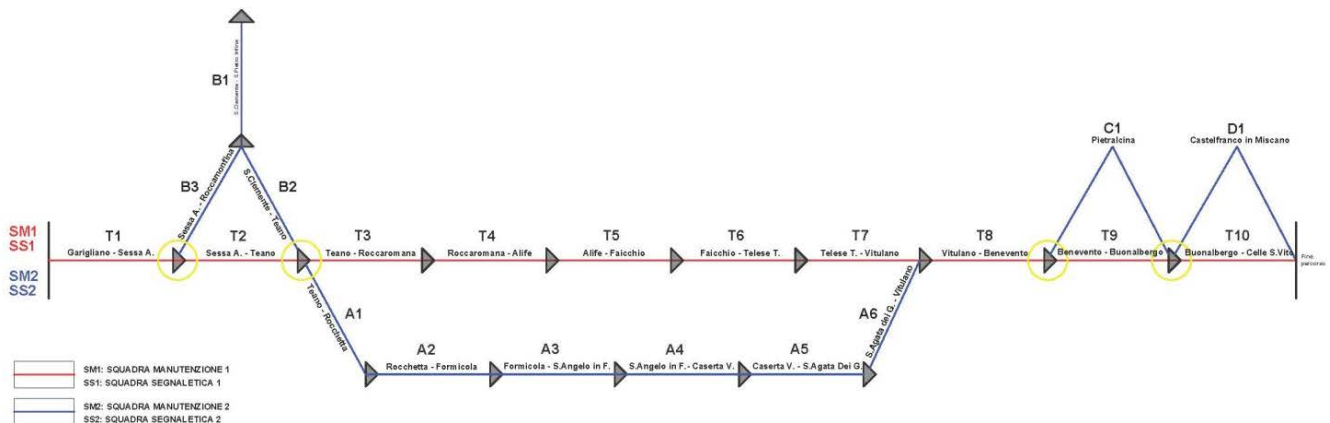 B1
S.Clemente - S.Pietro Infine
C1
Pietralcina
D1
Castelfranco in Miscano
B3
Sessa A. - Roccamonfina
B2
S.Clemente - Teano
SM1
SS1
SM2
SS2
T1
Garigliano - Sessa A.
T2
Sessa A. - Teano
T3
Teano - Roccaromana
T4
Roccaromana - Alife
T5
Alife - Faicchio
T6
Faicchio - Telese T.
T7
Telese T. - Vitulano
T8
Vitulano - Benevento
T9
Benevento - Buonalbergo
T10
Buonalbergo - Celle S.Vito
Fine
percorso
A1
Teano - Rocchetta
A2
Rocchetta - Formicola
A3
Formicola - S.Angelo in F.
A4
S.Angelo in F.- Caserta V.
A5
Caserta V. - S.Agata Dei G.
A6
S.Agata dei G. - Vitulano
SM1: SQUADRA MANUTENZIONE 1
SS1: SQUADRA SEGNALETICA 1
SM2: SQUADRA MANUTENZIONE 2
SS2: SQUADRA SEGNALETICA 2